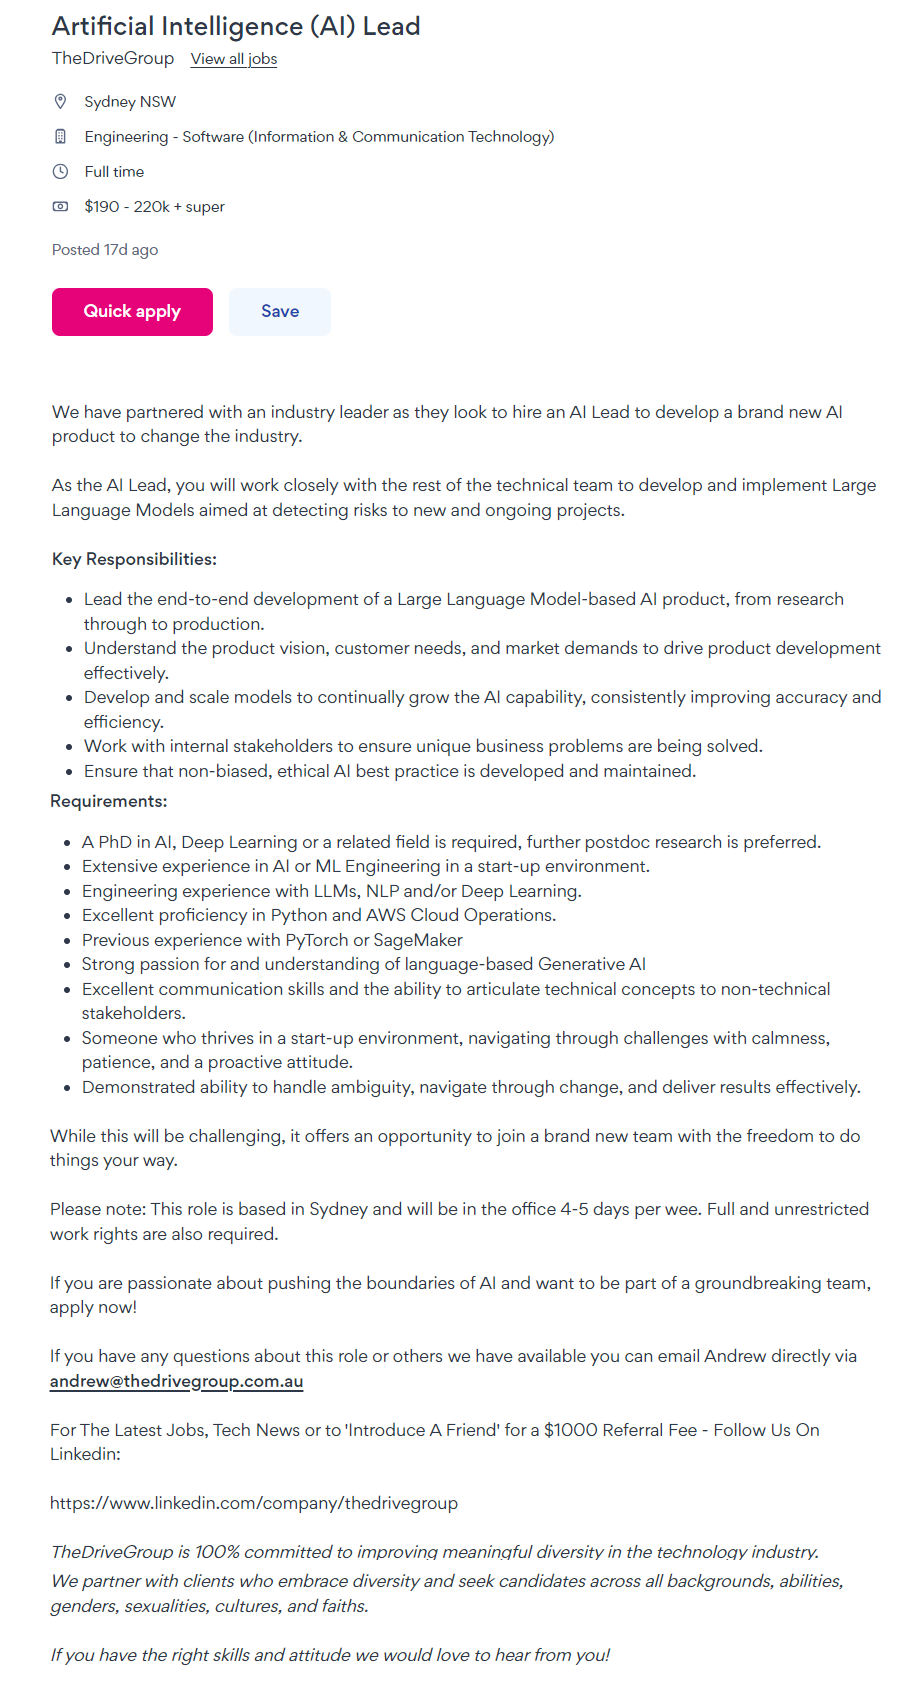 Artificial Intelligence (AI) Lead
TheDriveGroup View all jobs
Sydney NSW
Engineering - Software (Information & Communication Technology)
Full time
$190 - 220k + super
Posted 17d ago
Quick apply Save
We have partnered with an industry leader as they look to hire an AI Lead to develop a brand new AI
product to change the industry.
As the AI Lead, you will work closely with the rest of the technical team to develop and implement Large
Language Models aimed at detecting risks to new and ongoing projects.
Key Responsibilities:
• Lead the end-to-end development of a Large Language Model-based AI product, from research
through to production.
• Understand the product vision, customer needs, and market demands to drive product development
effectively.
• Develop and scale models to continually grow the AI capability, consistently improving accuracy and
efficiency.
• Work with internal stakeholders to ensure unique business problems are being solved.
• Ensure that non-biased, ethical AI best practice is developed and maintained.
Requirements:
• A PhD in AI, Deep Learning or a related field is required, further postdoc research is preferred.
• Extensive experience in AI or ML Engineering in a start-up environment.
• Engineering experience with LLMs, NLP and/or Deep Learning.
• Excellent proficiency in Python and AWS Cloud Operations.
• Previous experience with PyTorch or SageMaker
• Strong passion for and understanding of language-based Generative AI
• Excellent communication skills and the ability to articulate technical concepts to non-technical
stakeholders.
• Someone who thrives in a start-up environment, navigating through challenges with calmness,
patience, and a proactive attitude.
• Demonstrated ability to handle ambiguity, navigate through change, and deliver results effectively.
While this will be challenging, it offers an opportunity to join a brand new team with the freedom to do
things your way.
Please note: This role is based in Sydney and will be in the office 4-5 days per wee. Full and unrestricted
work rights are also required.
If you are passionate about pushing the boundaries of AI and want to be part of a groundbreaking team,
apply now!
If you have any questions about this role or others we have available you can email Andrew directly via
andrew@thedrivegroup.com.au
For The Latest Jobs, Tech News or to 'Introduce A Friend' for a $1000 Referral Fee - Follow Us On
Linkedin:
https://www.linkedin.com/company/thedrivegroup
TheDriveGroup is 100% committed to improving meaningful diversity in the technology industry.
We partner with clients who embrace diversity and seek candidates across all backgrounds, abilities,
genders, sexualities, cultures, and faiths.
If you have the right skills and attitude we would love to hear from you!